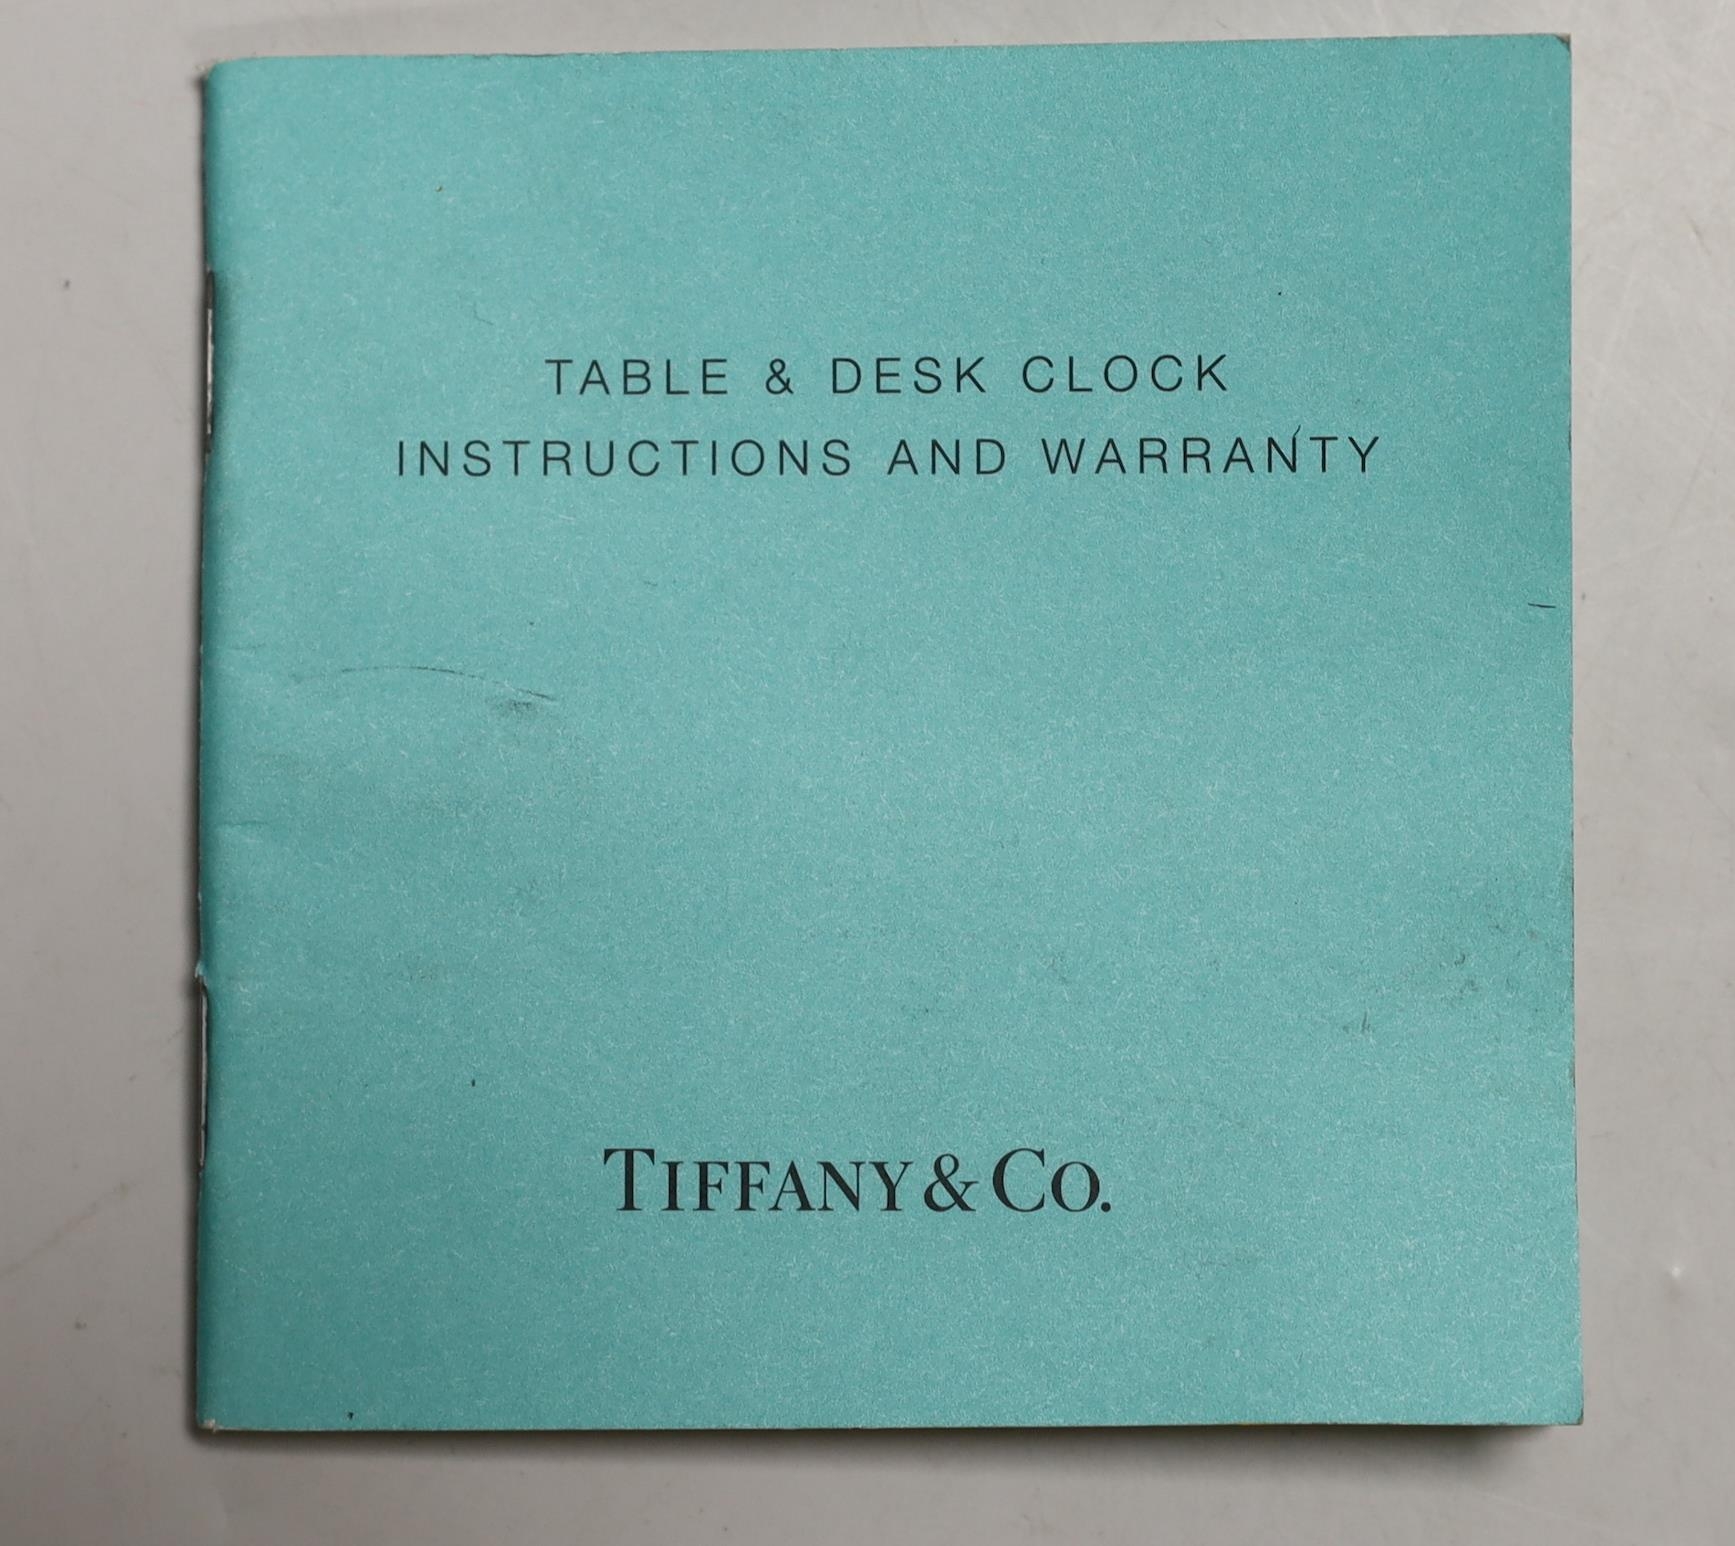 TABLE & DESK CLOCK
INSTRUCTIONS AND WARRANTY
TIFFANY & CO.